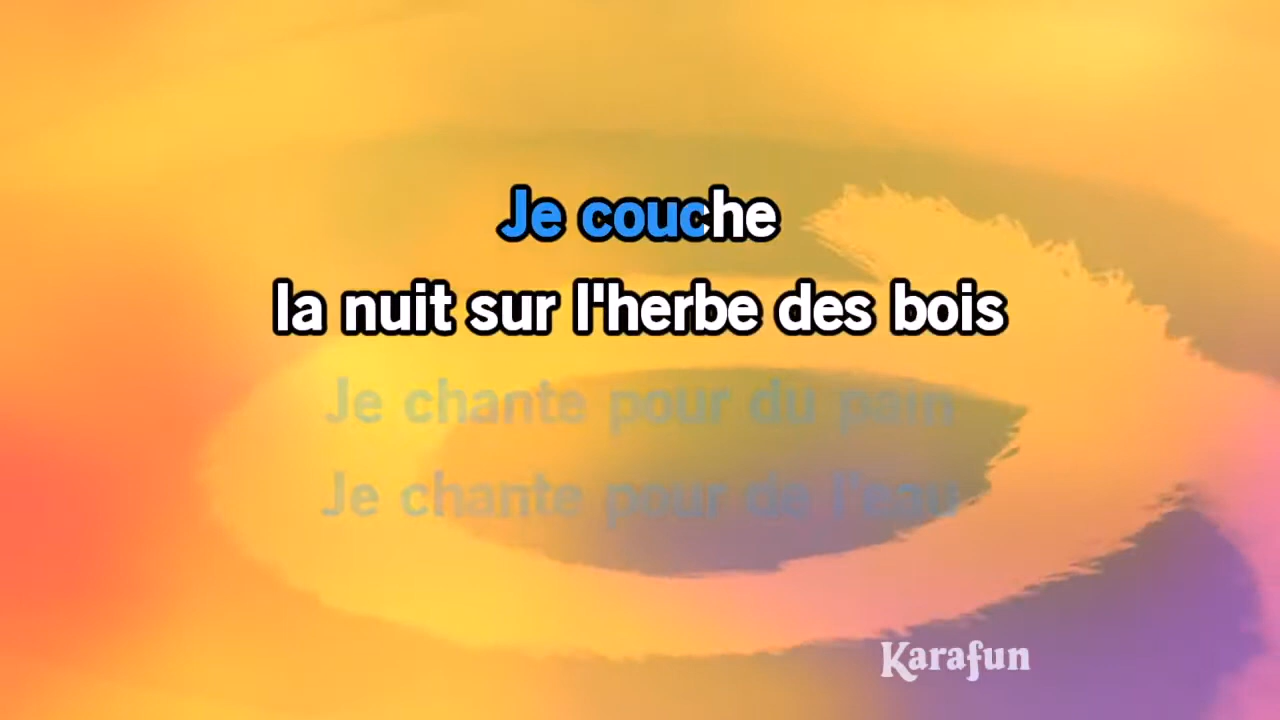 Je couche
la nuit sur l'herbe des bois
Je chante pour du pain
Je chante pour de l'eau
Karafun